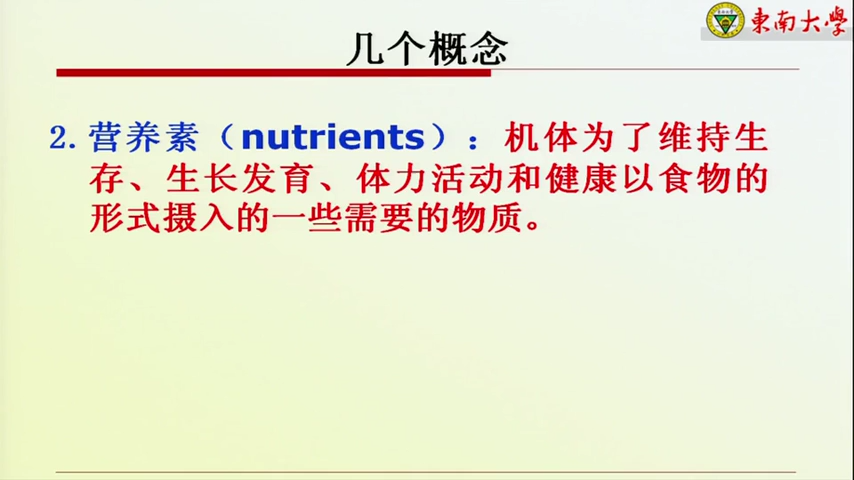 東南大學
几个概念
2. 营养素（nutrients）：机体为了维持生
存、生长发育、体力活动和健康以食物的
形式摄入的一些需要的物质。